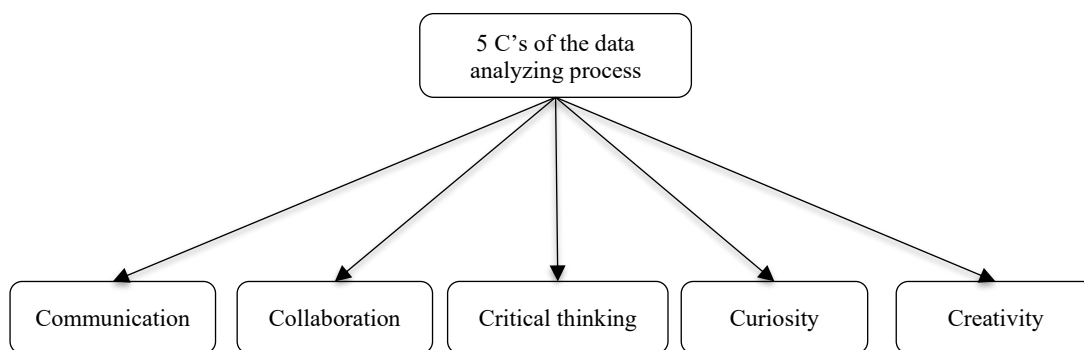 5 C’s of the data
analyzing process
Communication
Collaboration
Critical thinking
Curiosity
Creativity